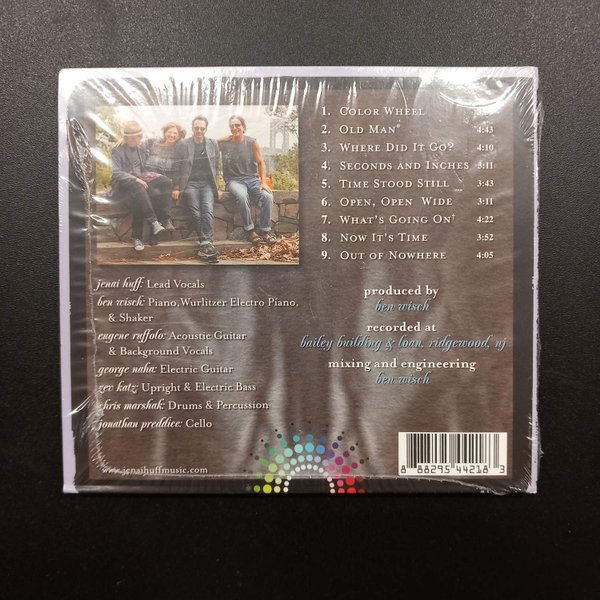 1. Color Wheel
2. Old Man* 4:43
3. Where Did It Go? 4:10
4. Seconds and Inches 3:11
5. Time Stood Still 3:43
6. Open, Open Wide 3:11
7. What's Going On† 4:22
8. Now It's Time 3:52
9. Out of Nowhere 4:05
jenai huff: Lead Vocals
ben wisch: Piano, Wurlitzer Electro Piano,
& Shaker
eugene ruffolo: Acoustic Guitar
& Background Vocals
george naha: Electric Guitar
zev katz: Upright & Electric Bass
chris marshak: Drums & Percussion
jonathan preddice: Cello
www.jenaihuffmusic.com
produced by
ben wisch
recorded at
bailey building & loan, ridgewood, nj
mixing and engineering
ben wisch
8 88295 44218 3